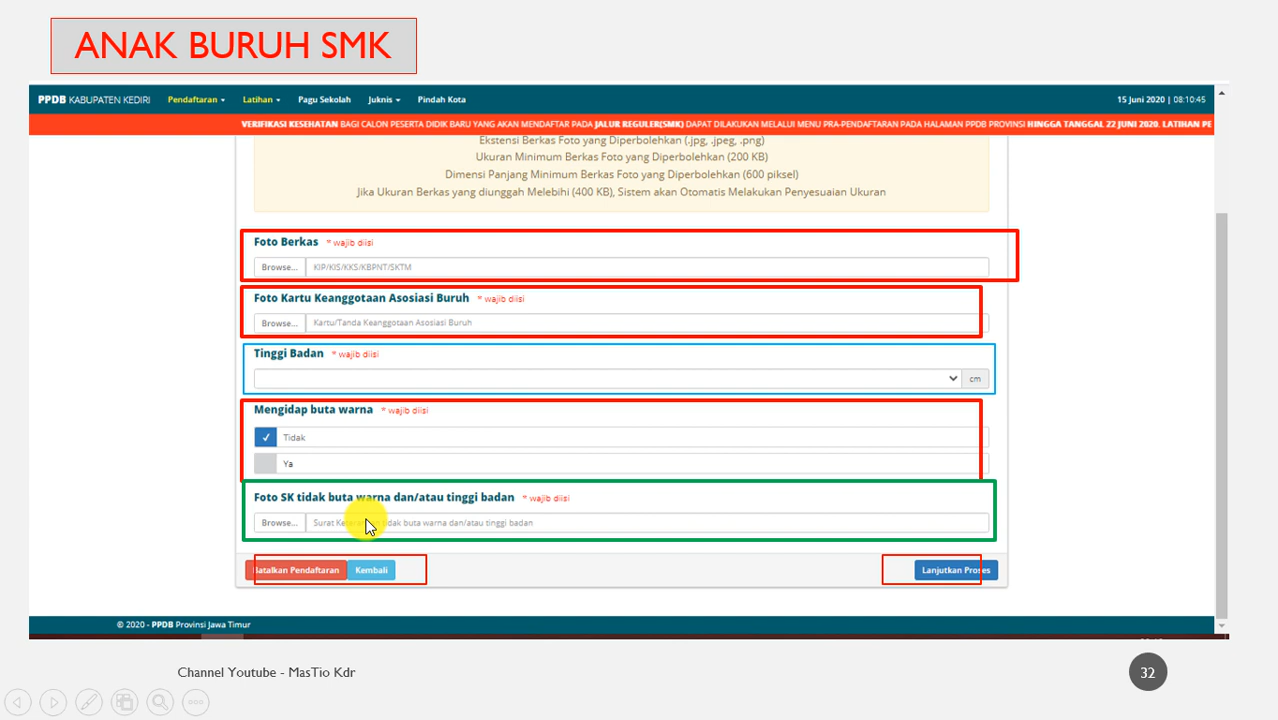 ANAK BURUH SMK
PPDB KABUPATEN KEDIRI Pendaftaran Latihan Pagu Sekolah Juknis Pindah Kota 15 Juni 2020 | 08:10:45
VERIFIKASI KESEHATAN BAGI CALON PESERTA DIDIK BARU YANG AKAN MENDAFTAR PADA JALUR REGULER(SMK) DAPAT DILAKUKAN MELALUI MENU PRA-PENDAFTARAN PADA HALAMAN PPDB PROVINSI HINGGA TANGGAL 22 JUNI 2020. LATIHAN PE
Ekstensi Berkas Foto yang Diperbolehkan (.jpg, .jpeg, .png)
Ukuran Minimum Berkas Foto yang Diperbolehkan (200 KB)
Dimensi Panjang Minimum Berkas Foto yang Diperbolehkan (600 piksel)
Jika Ukuran Berkas yang diunggah Melebihi (400 KB), Sistem akan Otomatis Melakukan Penyesuaian Ukuran
Foto Berkas * wajib diisi
Browse... KIP/KIS/KKS/KBPNT/SKTM
Foto Kartu Keanggotaan Asosiasi Buruh * wajib diisi
Browse... Kartu/Tanda Keanggotaan Asosiasi Buruh
Tinggi Badan * wajib diisi
cm
Mengidap buta warna * wajib diisi
Tidak
Ya
Foto SK tidak buta warna dan/atau tinggi badan * wajib diisi
Browse... Surat Keterangan tidak buta warna dan/atau tinggi badan
Batalkan Pendaftaran Kembali Lanjutkan Proses
© 2020 - PPDB Provinsi Jawa Timur
Channel Youtube - MasTio Kdr 32